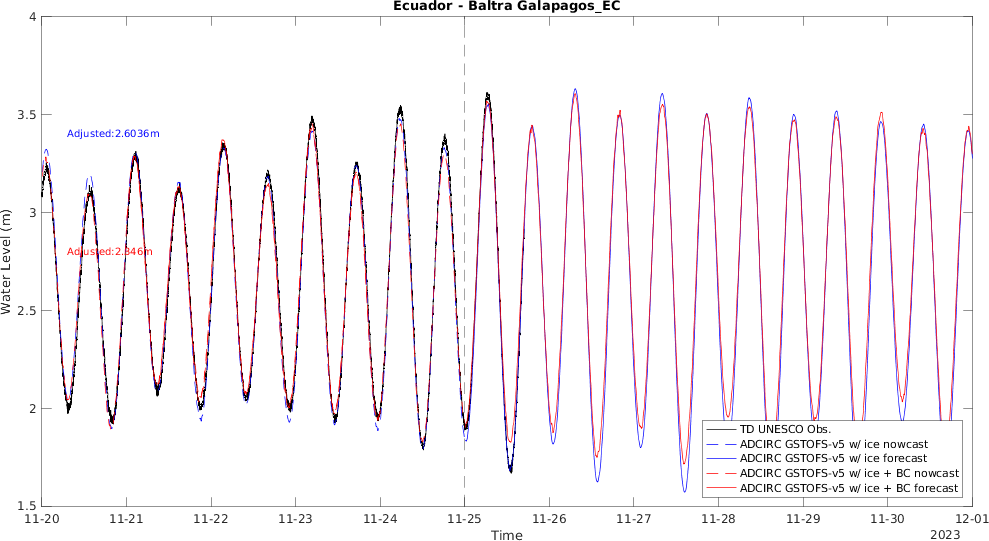 Ecuador - Baltra Galapagos_EC
4
3.5
3
2.5
2
1.5
Water Level (m)
Adjusted:2.6036m
Adjusted:2.346m
TD UNESCO Obs.
ADCIRC GSTOFS-v5 w/ ice nowcast
ADCIRC GSTOFS-v5 w/ ice forecast
ADCIRC GSTOFS-v5 w/ ice + BC nowcast
ADCIRC GSTOFS-v5 w/ ice + BC forecast
11-20 11-21 11-22 11-23 11-24 11-25 11-26 11-27 11-28 11-29 11-30 12-01
Time
2023